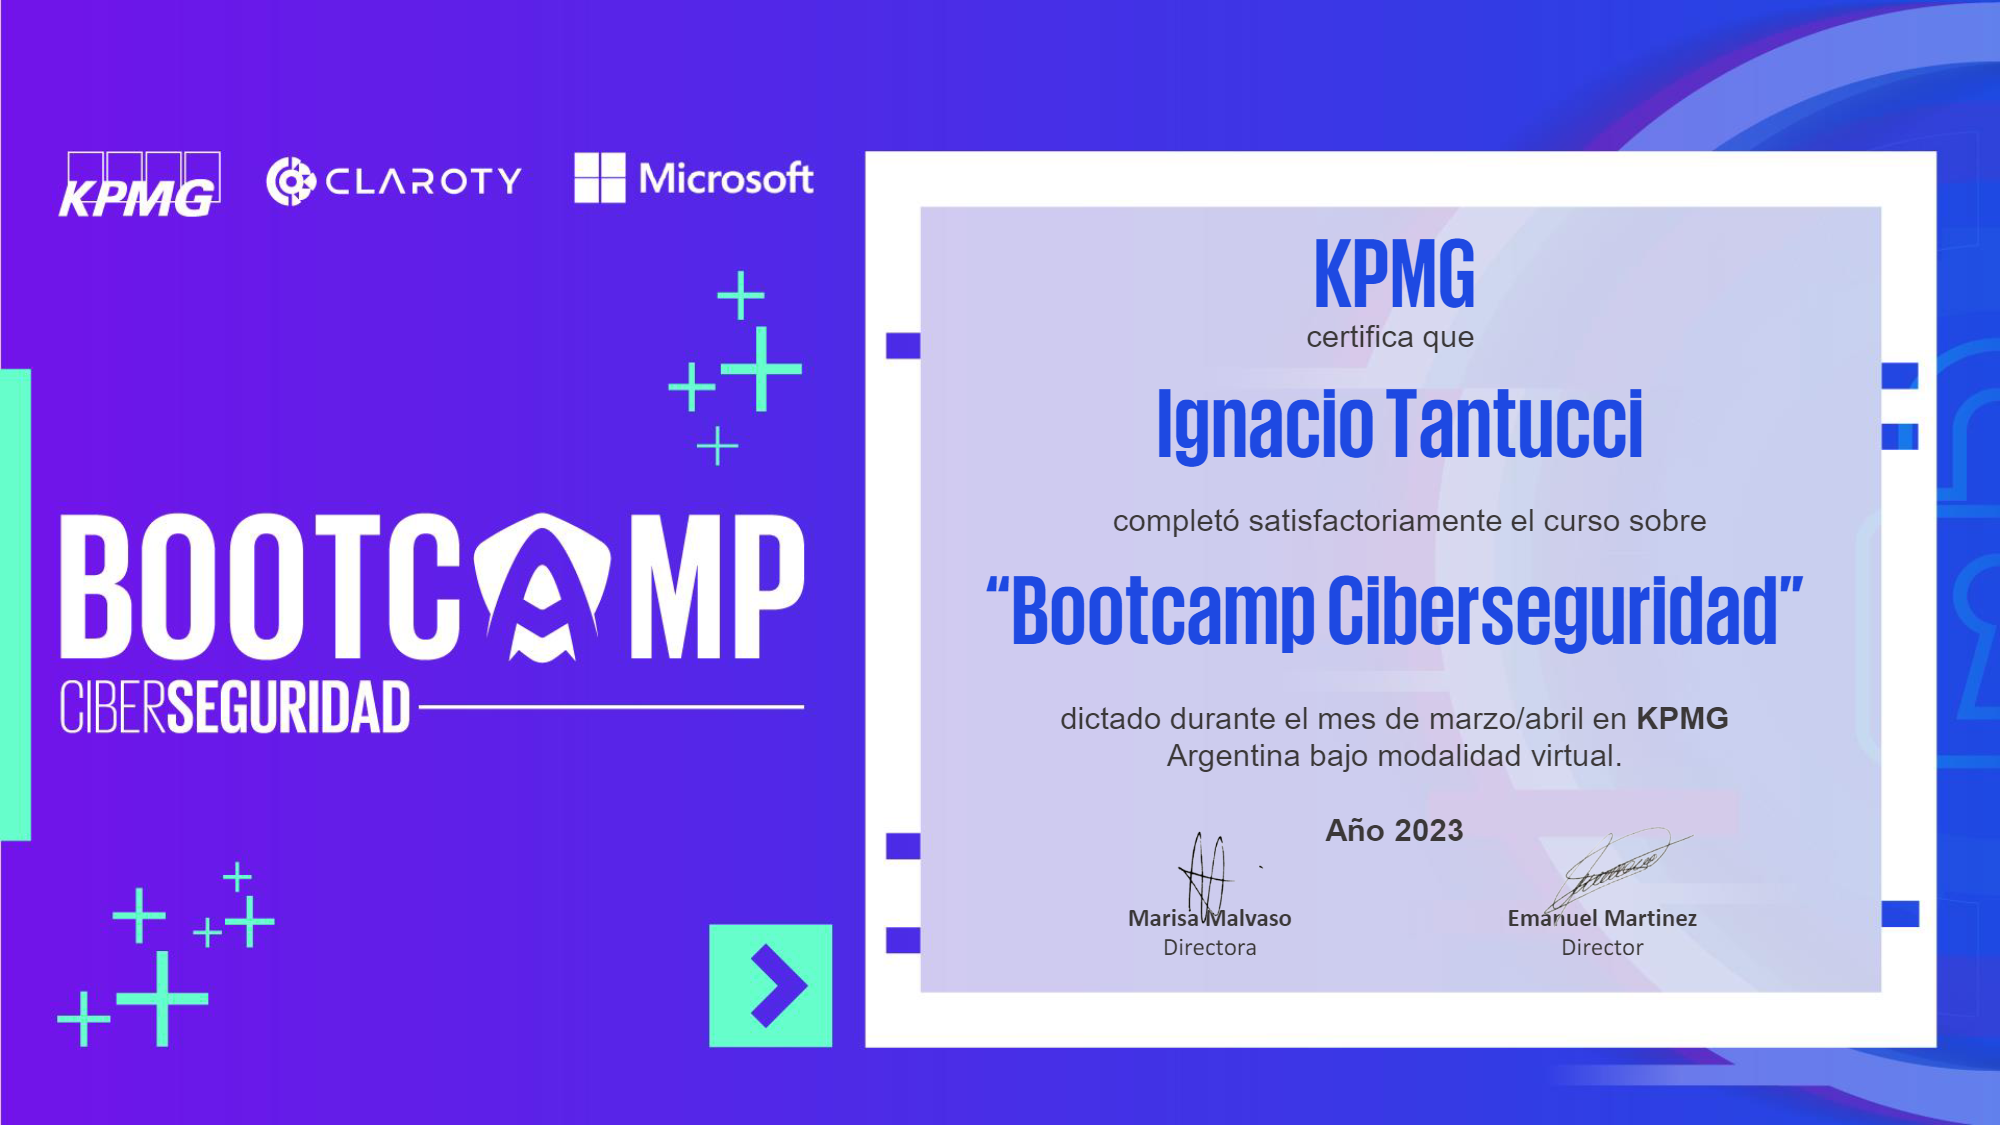 KPMG CLAROTY Microsoft
BOOTCAMP
CIBERSEGURIDAD
KPMG
certifica que
Ignacio Tantucci
completó satisfactoriamente el curso sobre
“Bootcamp Ciberseguridad”
dictado durante el mes de marzo/abril en KPMG
Argentina bajo modalidad virtual.
Año 2023
Marisa Malvaso
Directora
Emanuel Martinez
Director